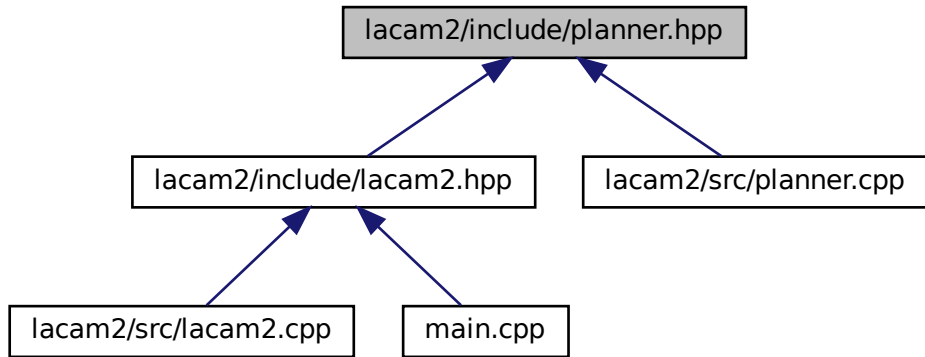 lacam2/include/planner.hpp
lacam2/include/lacam2.hpp
lacam2/src/planner.cpp
lacam2/src/lacam2.cpp
main.cpp